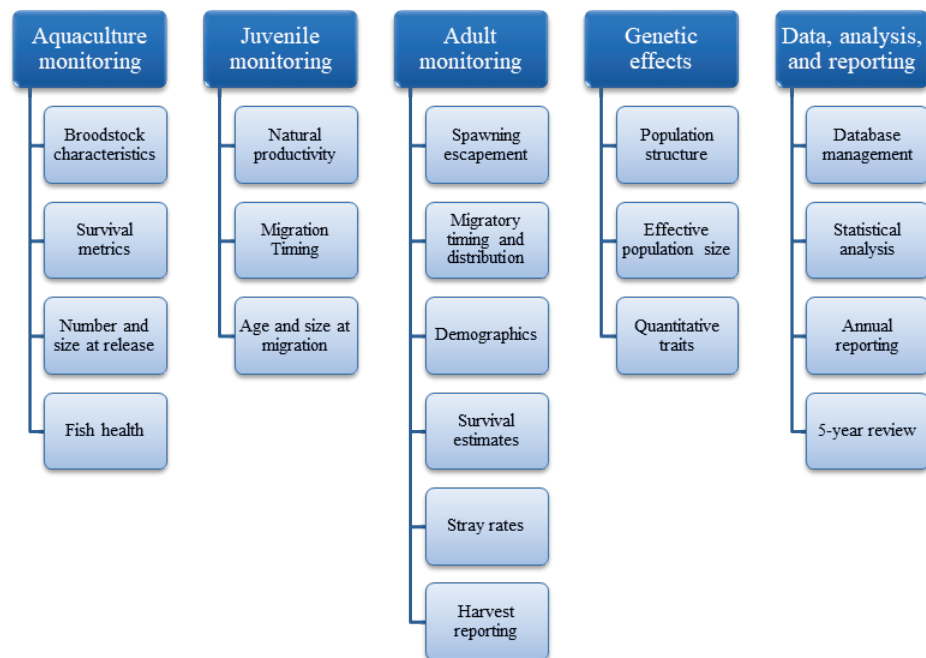 Aquaculture
monitoring
Broodstock
characteristics
Survival
metrics
Number and
size at release
Fish health
Juvenile
monitoring
Natural
productivity
Migration
Timing
Age and size at
migration
Adult
monitoring
Spawning
escapement
Migratory
timing and
distribution
Demographics
Survival
estimates
Stray rates
Harvest
reporting
Genetic
effects
Population
structure
Effective
population size
Quantitative
traits
Data, analysis,
and reporting
Database
management
Statistical
analysis
Annual
reporting
5-year review